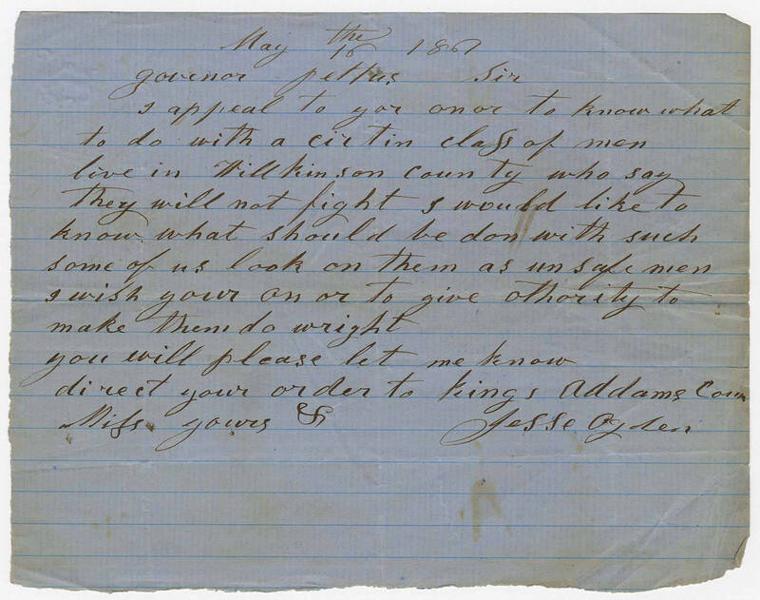 May the 16 1861
govenor pettus Sir
I appeal to yor onor to know what
to do with a cirtin class of men
live in Willkinson county who say
they will not fight I would like to
know what should be don with such
some of us look on them as unsafe men
I wish your onor to give othority to
make them do wright
you will please let me know
direct your order to kings Addams Coun
Miss yours &
Jesse Ogden